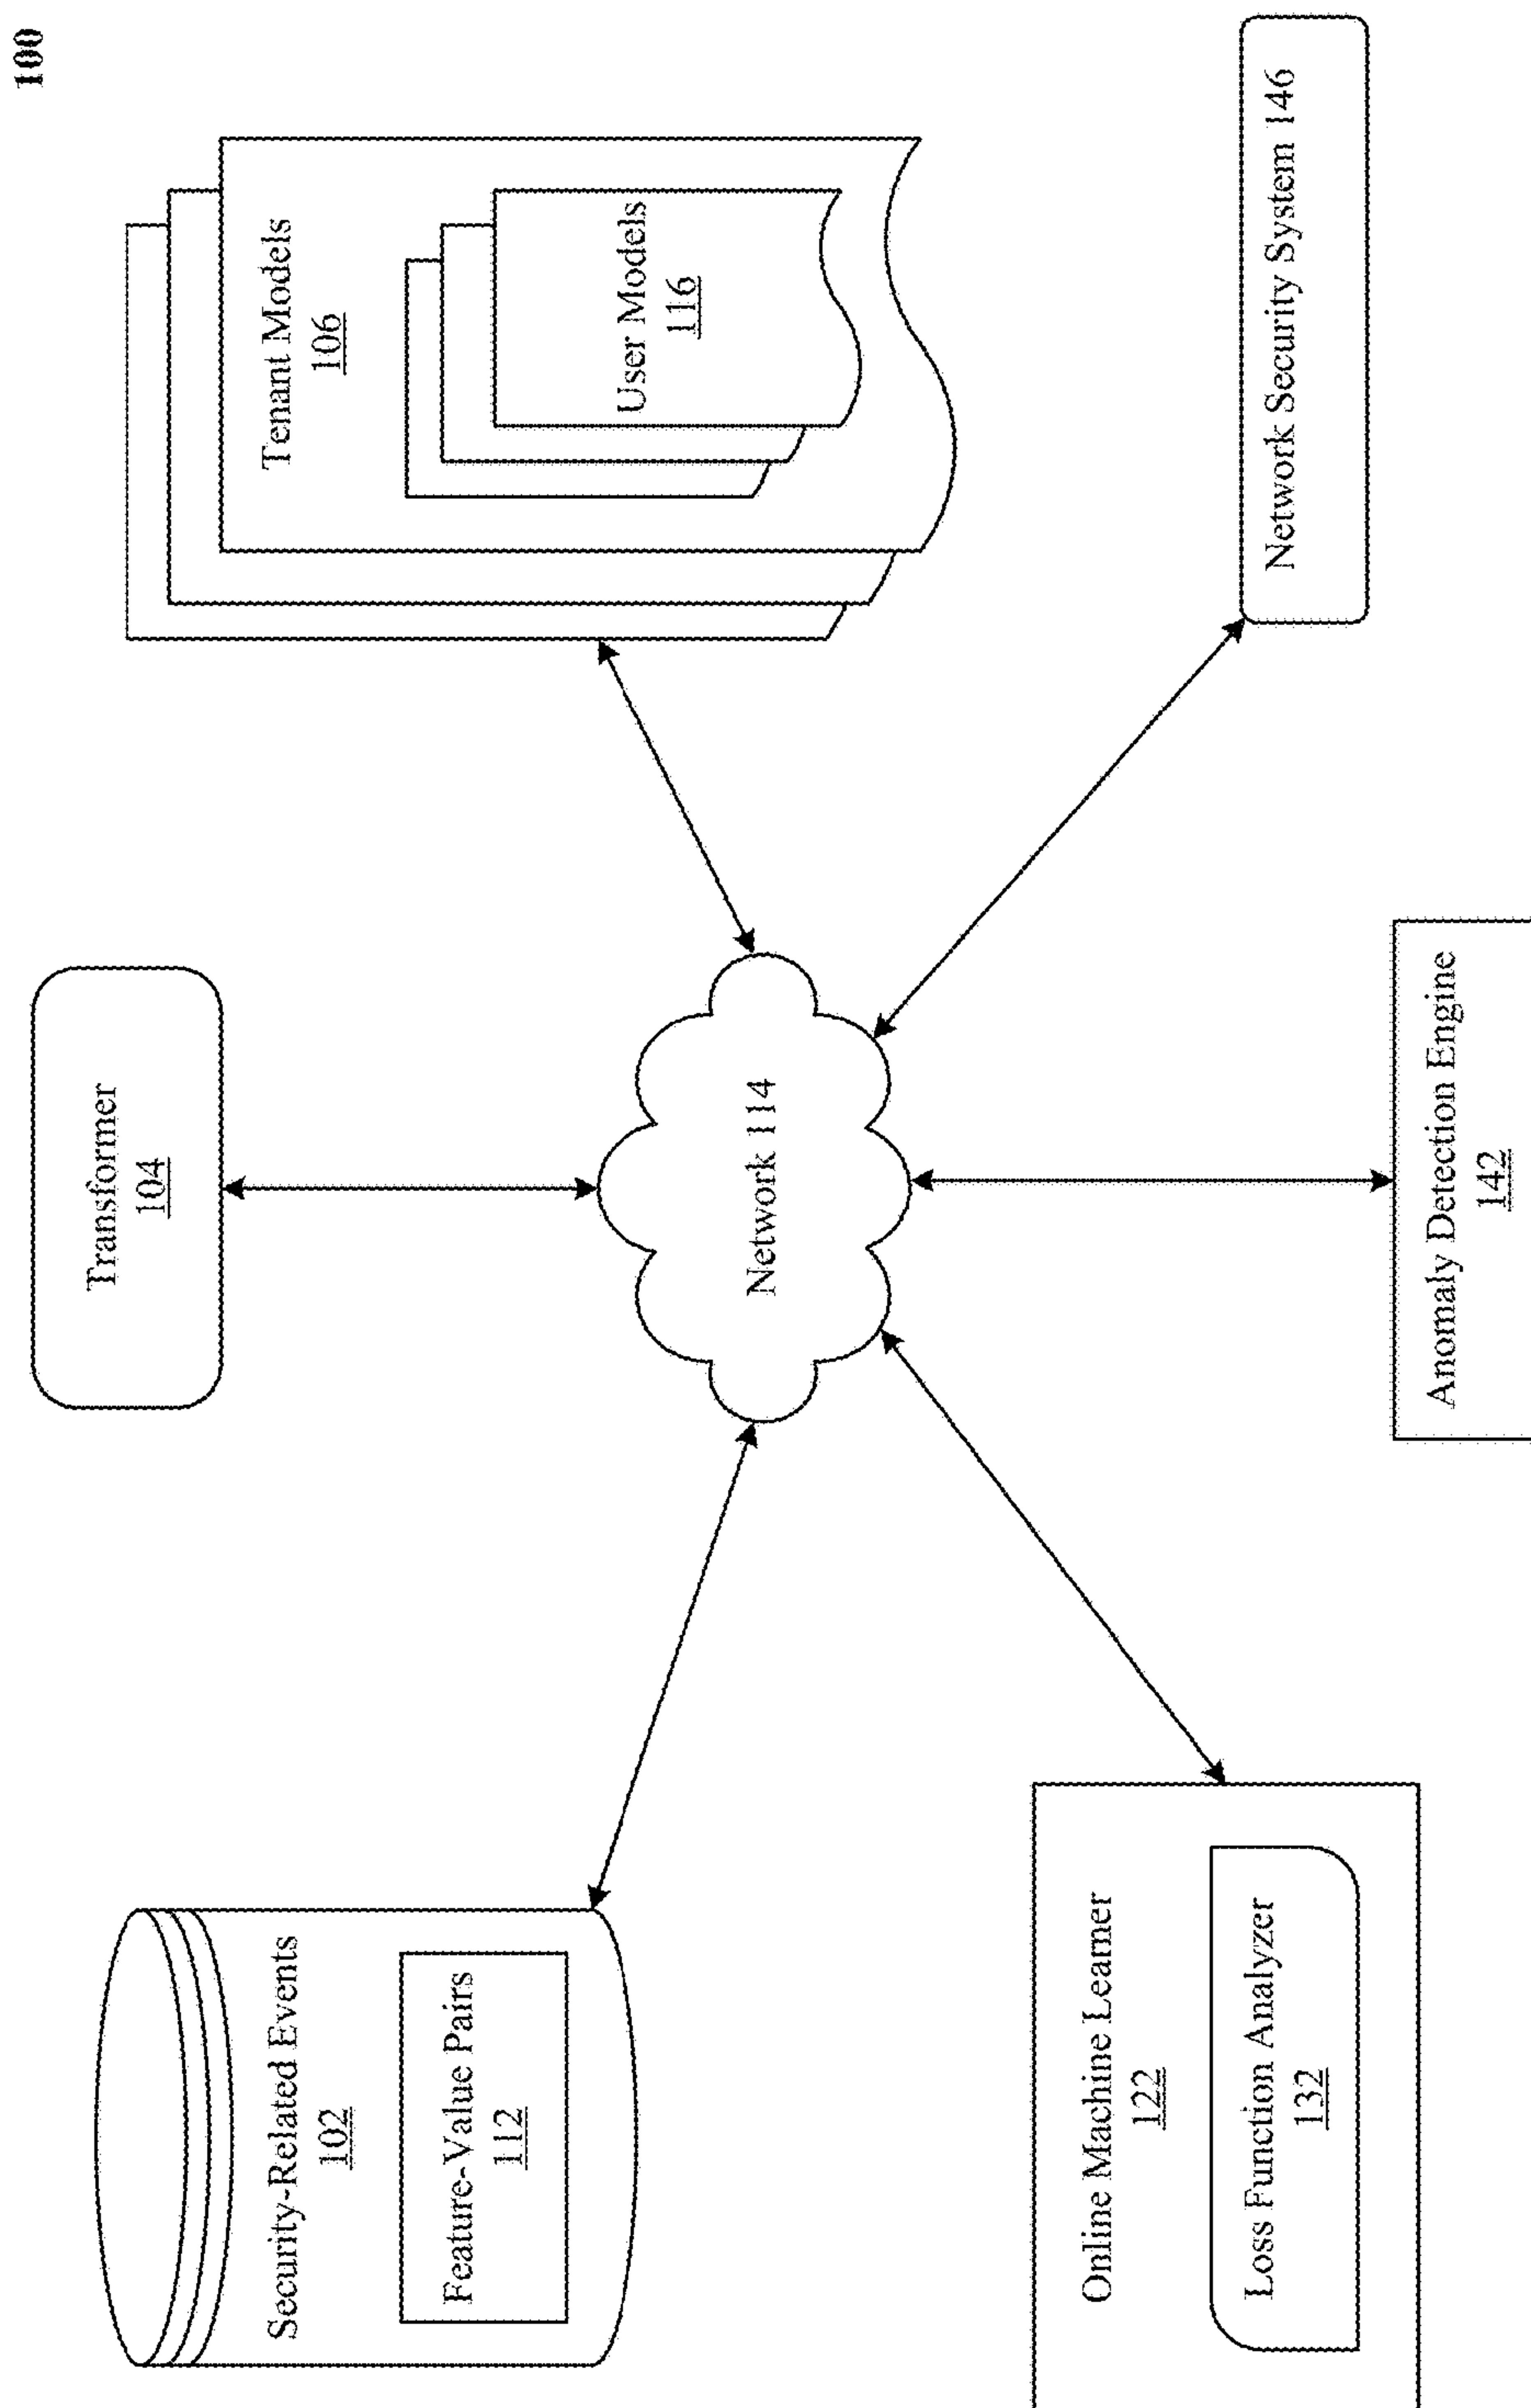 100
Security-Related Events
102
Feature-Value Pairs
112
Transformer
104
Tenant Models
106
User Models
116
Network 114
Online Machine Learner
122
Loss Function Analyzer
132
Anomaly Detection Engine
142
Network Security System 146